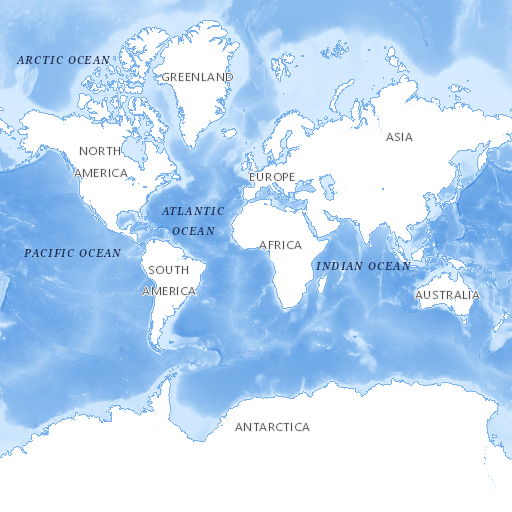 ARCTIC OCEAN
GREENLAND
ASIA
NORTH
AMERICA
EUROPE
ATLANTIC
OCEAN
PACIFIC OCEAN
AFRICA
INDIAN OCEAN
SOUTH
AMERICA
AUSTRALIA
ANTARCTICA